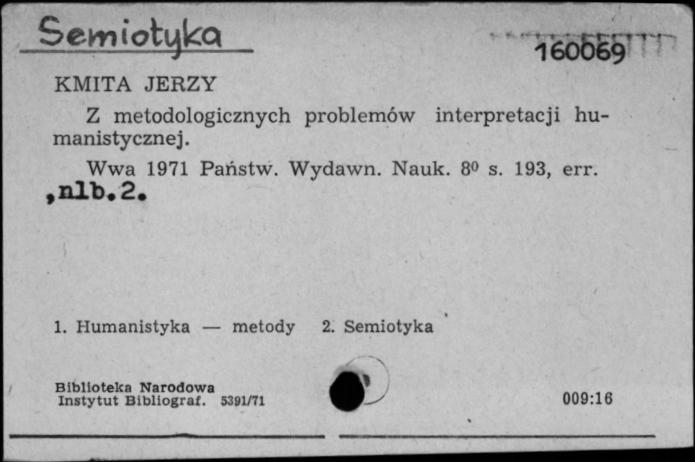 Semiotyka
160069
KMITA JERZY
Z metodologicznych problemów interpretacji hu-
manistycznej.
Wwa 1971 Państw. Wydawn. Nauk. 8⁰ s. 193, err.
,nlb.2.
1. Humanistyka — metody 2. Semiotyka
Biblioteka Narodowa
Instytut Bibliograf. 5391/71
009:16